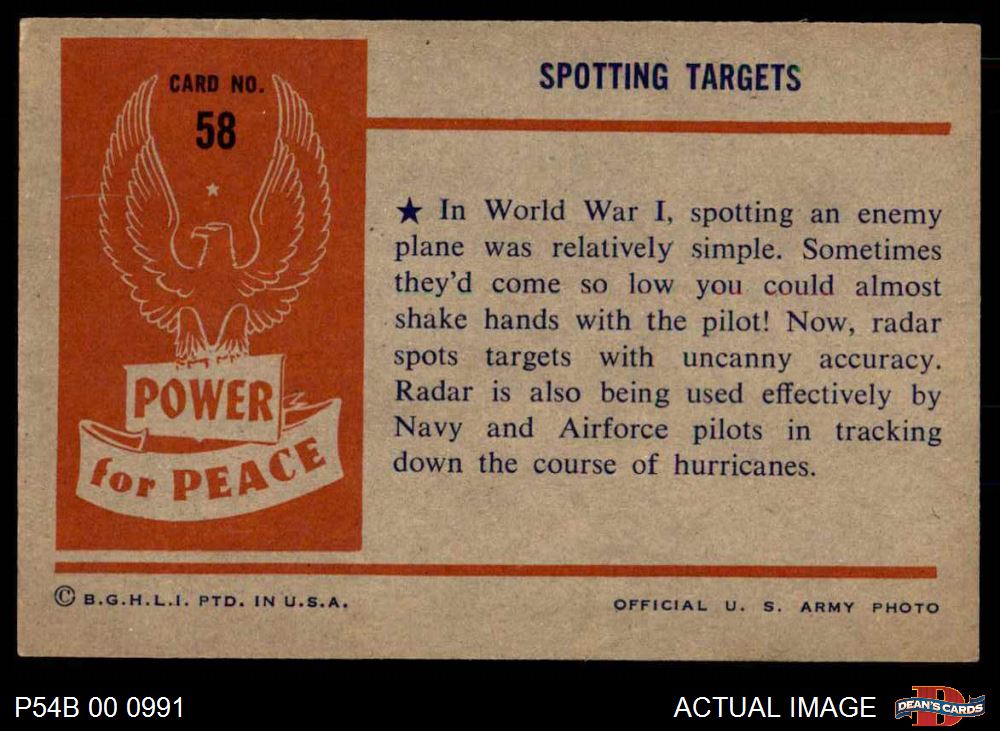 CARD NO.
58
POWER
for PEACE
SPOTTING TARGETS
★ In World War I, spotting an enemy
plane was relatively simple. Sometimes
they'd come so low you could almost
shake hands with the pilot! Now, radar
spots targets with uncanny accuracy.
Radar is also being used effectively by
Navy and Airforce pilots in tracking
down the course of hurricanes.
© B.G.H.L.I. PTD. IN U.S.A.
OFFICIAL U. S. ARMY PHOTO
P54B 00 0991
ACTUAL IMAGE
DEAN'S CARDS